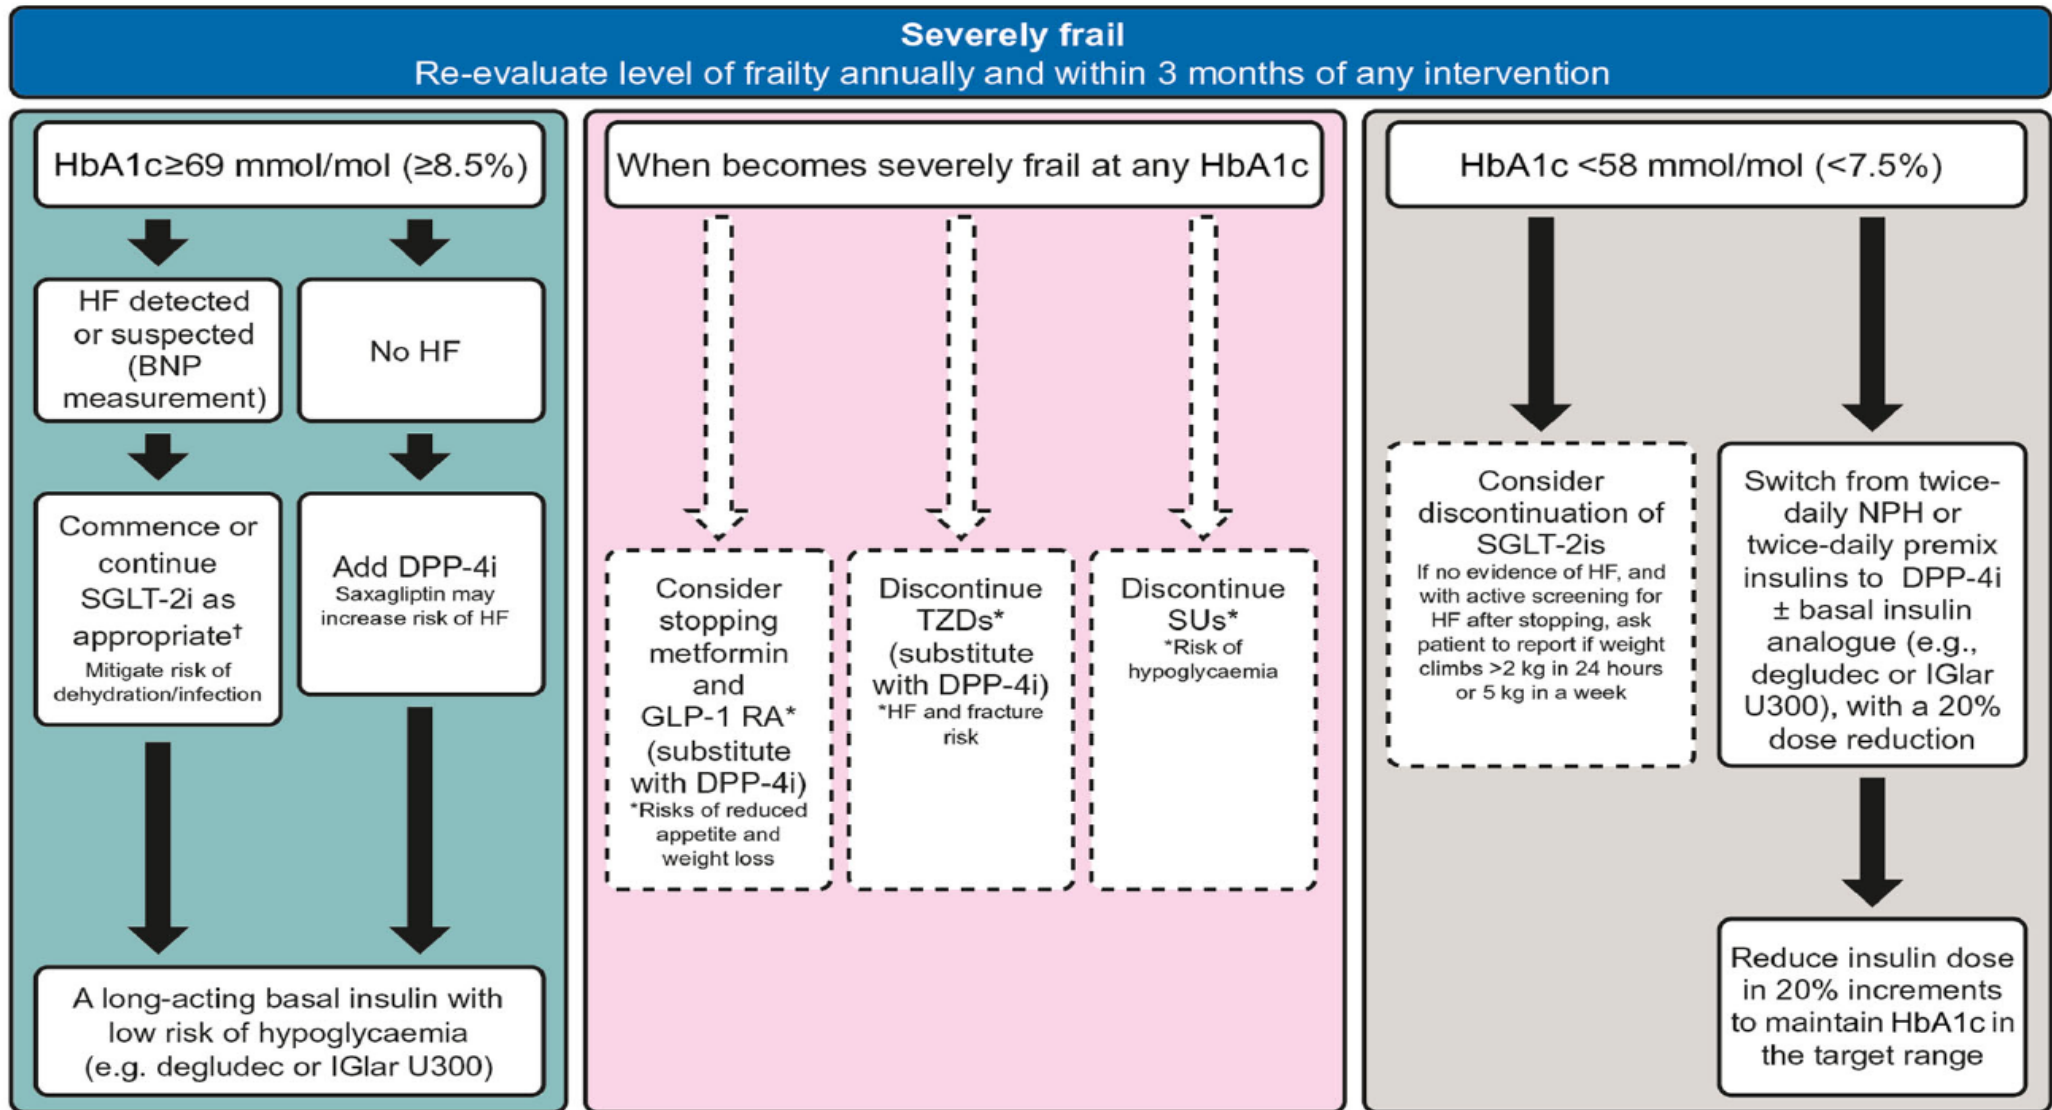 Severely frail
Re-evaluate level of frailty annually and within 3 months of any intervention
HbA1c≥69 mmol/mol (≥8.5%)
HF detected
or suspected
(BNP
measurement)
No HF
Commence or
continue
SGLT-2i as
appropriate†
Mitigate risk of
dehydration/infection
Add DPP-4i
Saxagliptin may
increase risk of HF
A long-acting basal insulin with
low risk of hypoglycaemia
(e.g. degludec or IGlar U300)
When becomes severely frail at any HbA1c
Consider
stopping
metformin
and
GLP-1 RA*
(substitute
with DPP-4i)
*Risks of reduced
appetite and
weight loss
Discontinue
TZDs*
(substitute
with DPP-4i)
*HF and fracture
risk
Discontinue
SUs*
*Risk of
hypoglycaemia
HbA1c <58 mmol/mol (<7.5%)
Consider
discontinuation of
SGLT-2is
If no evidence of HF, and
with active screening for
HF after stopping, ask
patient to report if weight
climbs >2 kg in 24 hours
or 5 kg in a week
Switch from twice-
daily NPH or
twice-daily premix
insulins to DPP-4i
± basal insulin
analogue (e.g.,
degludec or IGlar
U300), with a 20%
dose reduction
Reduce insulin dose
in 20% increments
to maintain HbA1c in
the target range